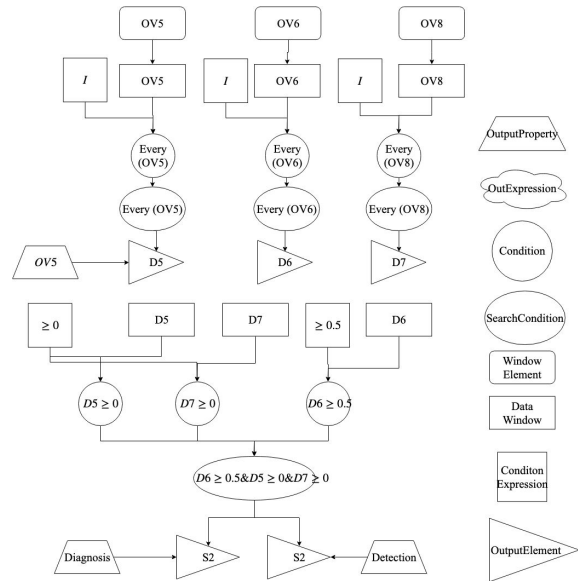 OV5
OV6
OV8
I
OV5
I
OV6
I
OV8
Every
(OV5)
Every
(OV6)
Every
(OV8)
Every (OV5)
Every (OV6)
Every (OV8)
OV5
D5
D6
D7
≥ 0
D5
D7
≥ 0.5
D6
D5 ≥ 0
D7 ≥ 0
D6 ≥ 0.5
D6 ≥ 0.5&D5 ≥ 0&D7 ≥ 0
Diagnosis
S2
S2
Detection
OutputProperty
OutExpression
Condition
SearchCondition
Window
Element
Data
Window
Conditon
Expression
OutputElement